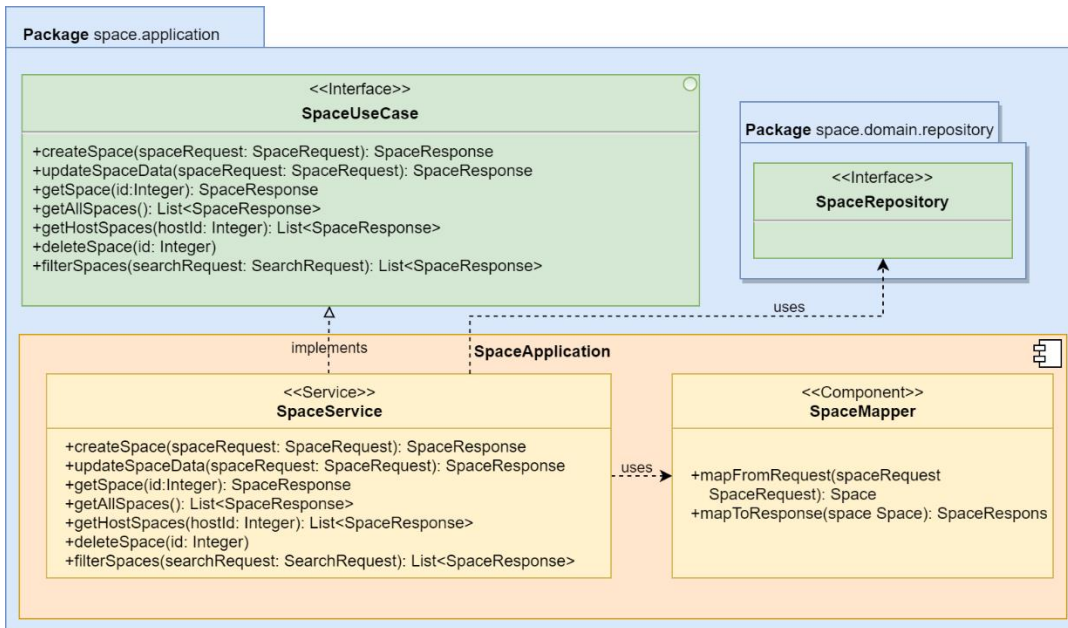 Package space.application
<<Interface>>
SpaceUseCase
+createSpace(spaceRequest: SpaceRequest): SpaceResponse
+updateSpaceData(spaceRequest: SpaceRequest): SpaceResponse
+getSpace(id:Integer): SpaceResponse
+getAllSpaces(): List<SpaceResponse>
+getHostSpaces(hostId: Integer): List<SpaceResponse>
+deleteSpace(id: Integer)
+filterSpaces(searchRequest: SearchRequest): List<SpaceResponse>
Package space.domain.repository
<<Interface>>
SpaceRepository
uses
implements
SpaceApplication
<<Service>>
SpaceService
+createSpace(spaceRequest: SpaceRequest): SpaceResponse
+updateSpaceData(spaceRequest: SpaceRequest): SpaceResponse
+getSpace(id:Integer): SpaceResponse
+getAllSpaces(): List<SpaceResponse>
+getHostSpaces(hostId: Integer): List<SpaceResponse>
+deleteSpace(id: Integer)
+filterSpaces(searchRequest: SearchRequest): List<SpaceResponse>
uses
<<Component>>
SpaceMapper
+mapFromRequest(spaceRequest
SpaceRequest): Space
+mapToResponse(space Space): SpaceRespons